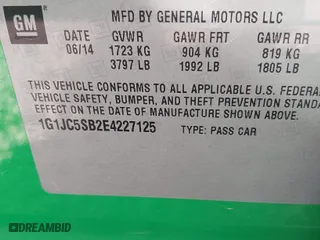 GM
MFD BY GENERAL MOTORS LLC
DATE GVWR GAWR FRT GAWR RR
06/14 1723 KG 904 KG 819 KG
3797 LB 1992 LB 1805 LB
THIS VEHICLE CONFORMS TO ALL APPLICABLE U.S. FEDERAL
VEHICLE SAFETY, BUMPER, AND THEFT PREVENTION STANDA
EFFECT ON THE DATE OF MANUFACTURE SHOWN ABOVE.
1G1JC5SB2E4227125 TYPE: PASS CAR
DREAMBID